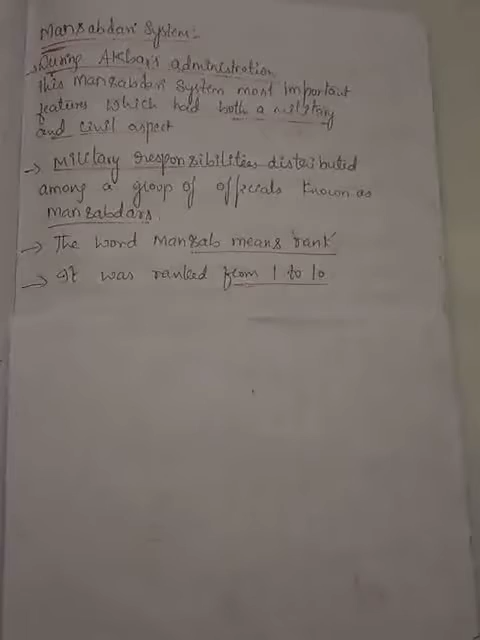 Mansabdari System:-
→ During Akbar's administration
this Mansabdari System most important
features which had both a military
and civil aspect
→ Military responsibilities distributed
among a group of officials known as
Mansabdars.
→ The word Mansab means 'rank'
→ It was ranked from 1 to 10